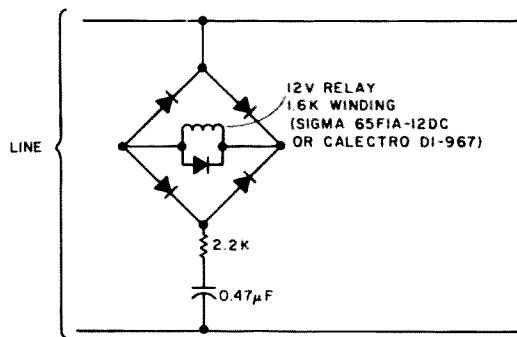 12V RELAY
1.6K WINDING
(SIGMA 65F1A-12DC
OR CALECTRO D1-967)
LINE
2.2K
0.47µF